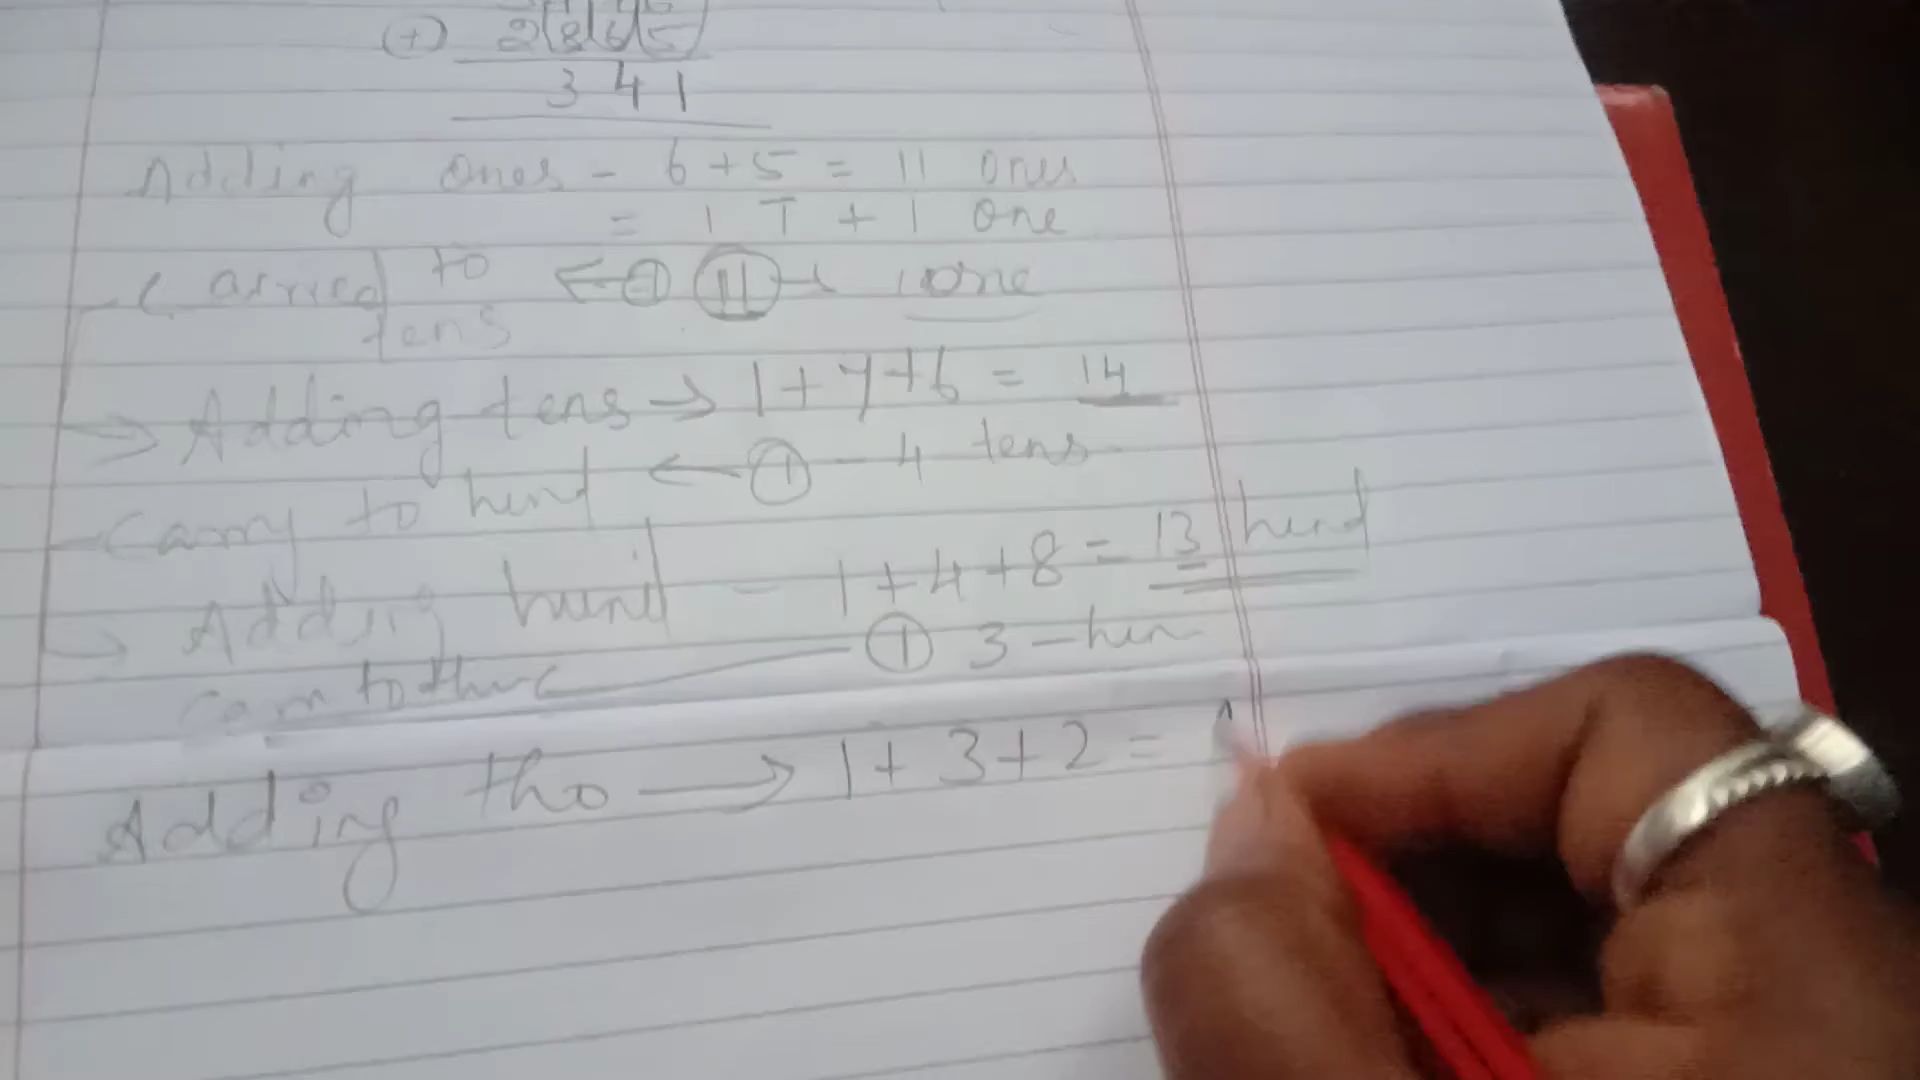 (+) 2865
341
Adding ones - 6+5 = 11 ones
= 1 T + 1 one
Carried to ← 1 11 → 1 one
tens
→ Adding tens → 1+7+6 = 14
Carry to hund ← 1 - 4 tens
→ Adding hund - 1+4+8 = 13 hund
1 3 - hun
Adding tho → 1+3+2 =